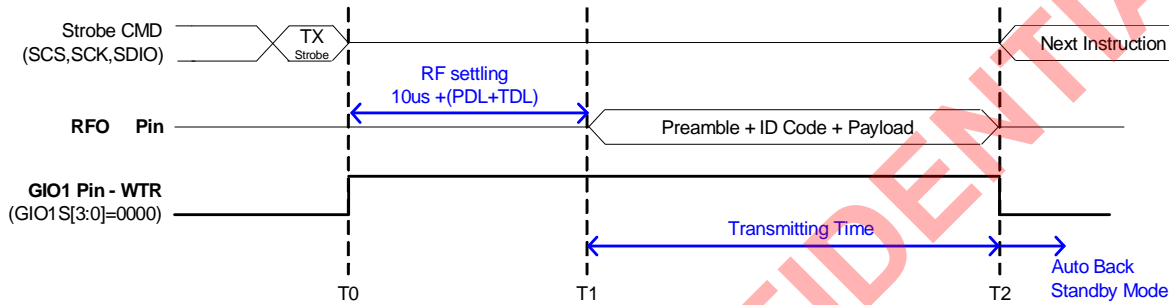 Strobe CMD
(SCS,SCK,SDIO)
TX
Strobe
Next Instruction
RF settling
10us +(PDL+TDL)
RFO Pin
Preamble + ID Code + Payload
GIO1 Pin - WTR
(GIO1S[3:0]=0000)
Transmitting Time
Auto Back
Standby Mode
T0
T1
T2
IDENTIA